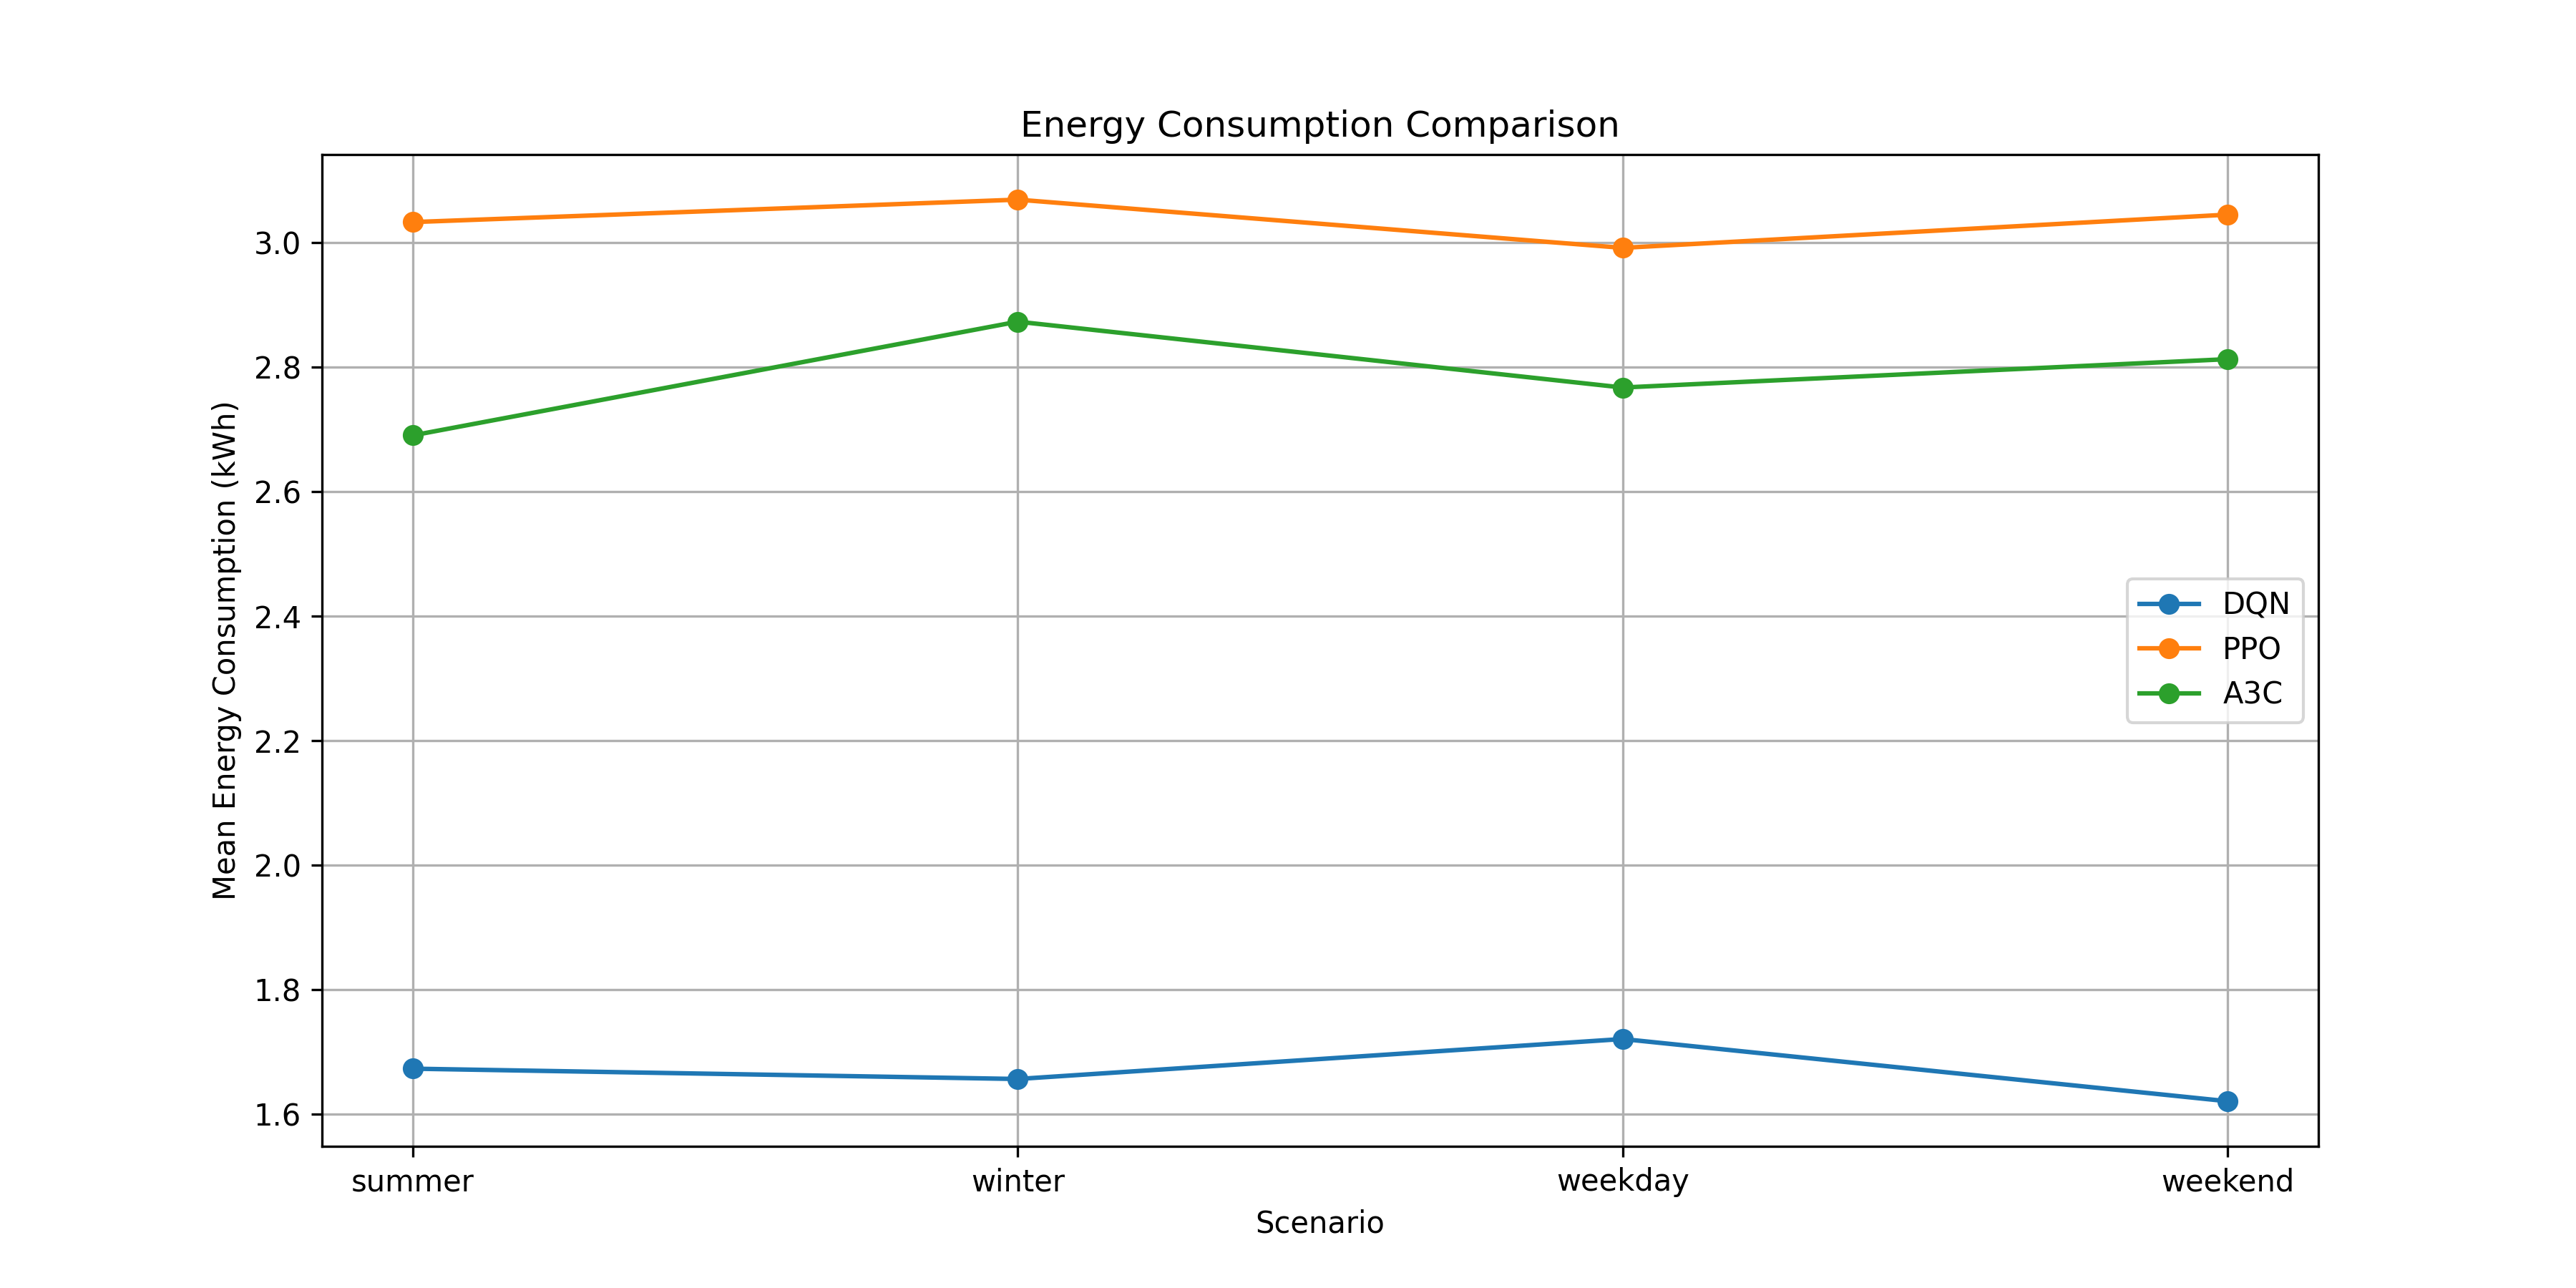 Energy Consumption Comparison
Mean Energy Consumption (kWh)
3.0
2.8
2.6
2.4
2.2
2.0
1.8
1.6
DQN
PPO
A3C
summer winter weekday weekend
Scenario